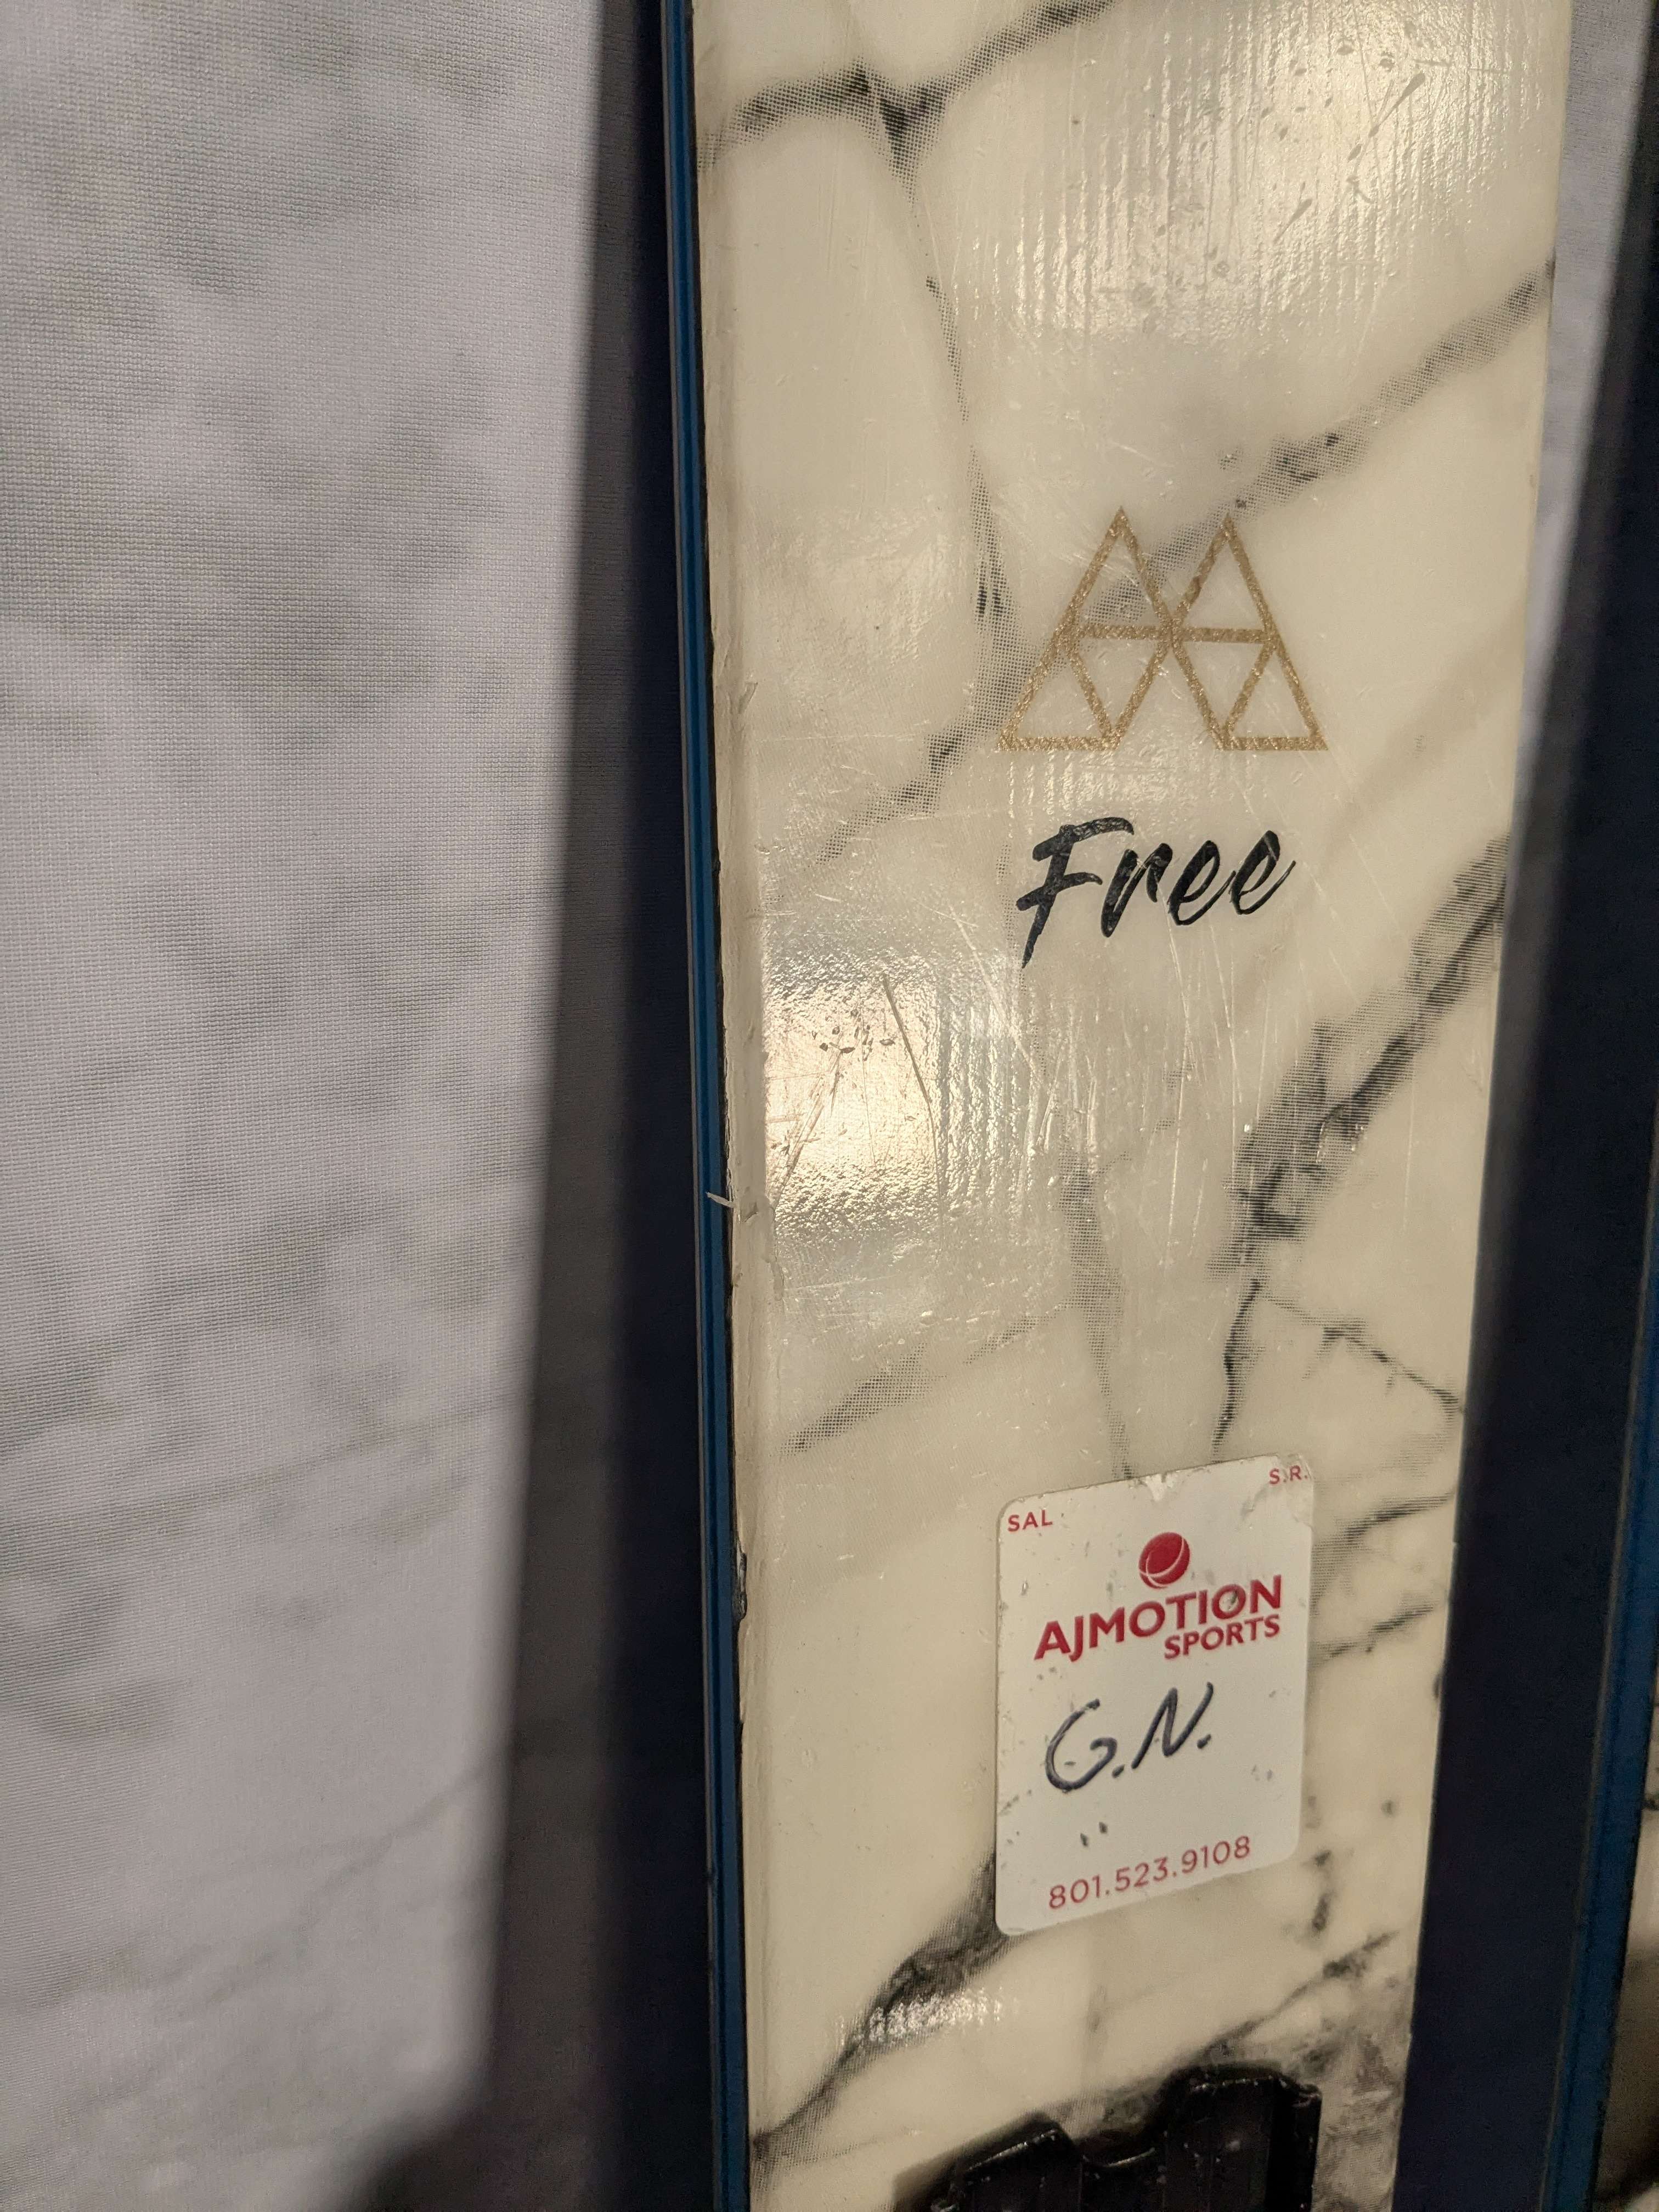 Free
SAL
S.R.
AJMOTION
SPORTS
G.N.
801.523.9108